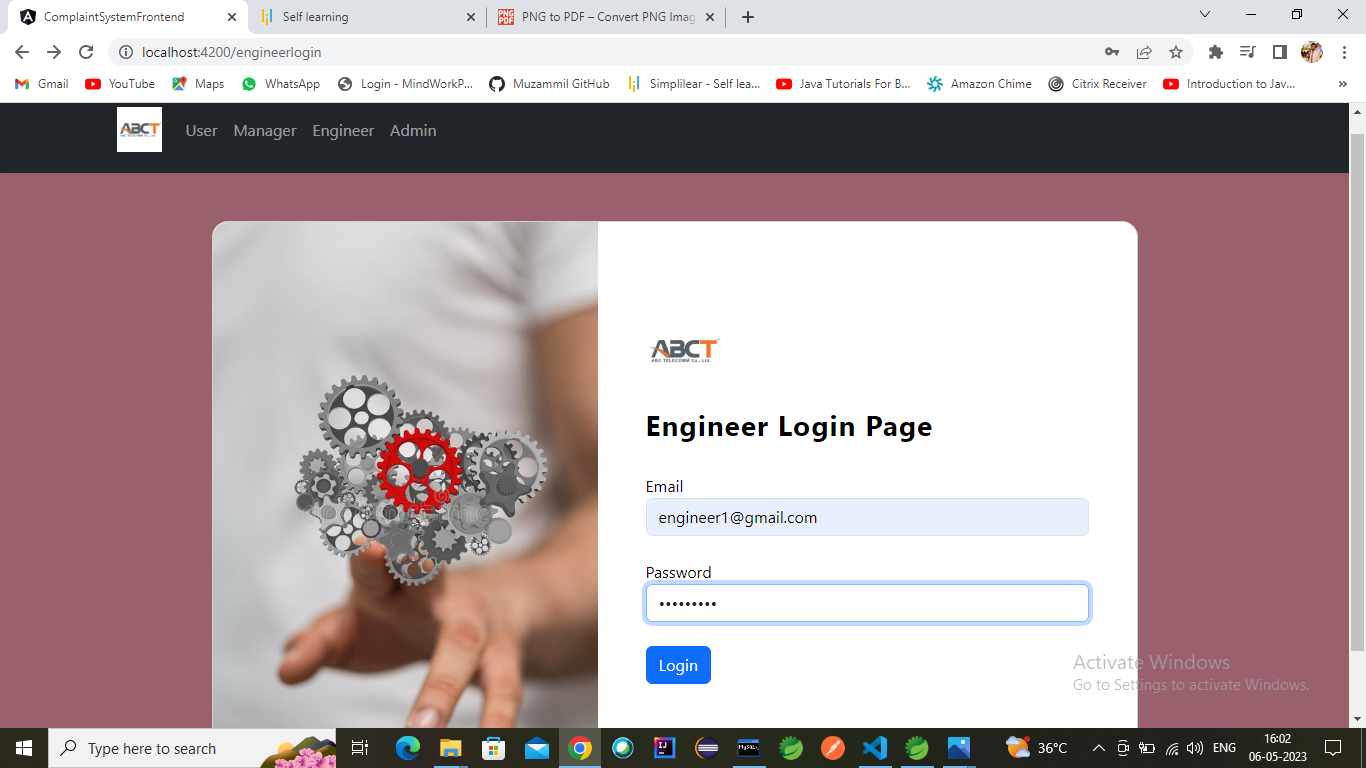 ComplaintSystemFrontend
Self learning
PNG to PDF – Convert PNG Imag
localhost:4200/engineerlogin
Gmail
YouTube
Maps
WhatsApp
Login - MindWorkP...
Muzammil GitHub
Simplilear - Self lea...
Java Tutorials For B...
Amazon Chime
Citrix Receiver
Introduction to Jav...
ABCT
User
Manager
Engineer
Admin
ABCT
ABC TELECOMM Co., Ltd.
Engineer Login Page
Email
engineer1@gmail.com
Password
•••••••••
Login
Activate Windows
Go to Settings to activate Windows.
Type here to search
36°C
ENG
16:02
06-05-2023